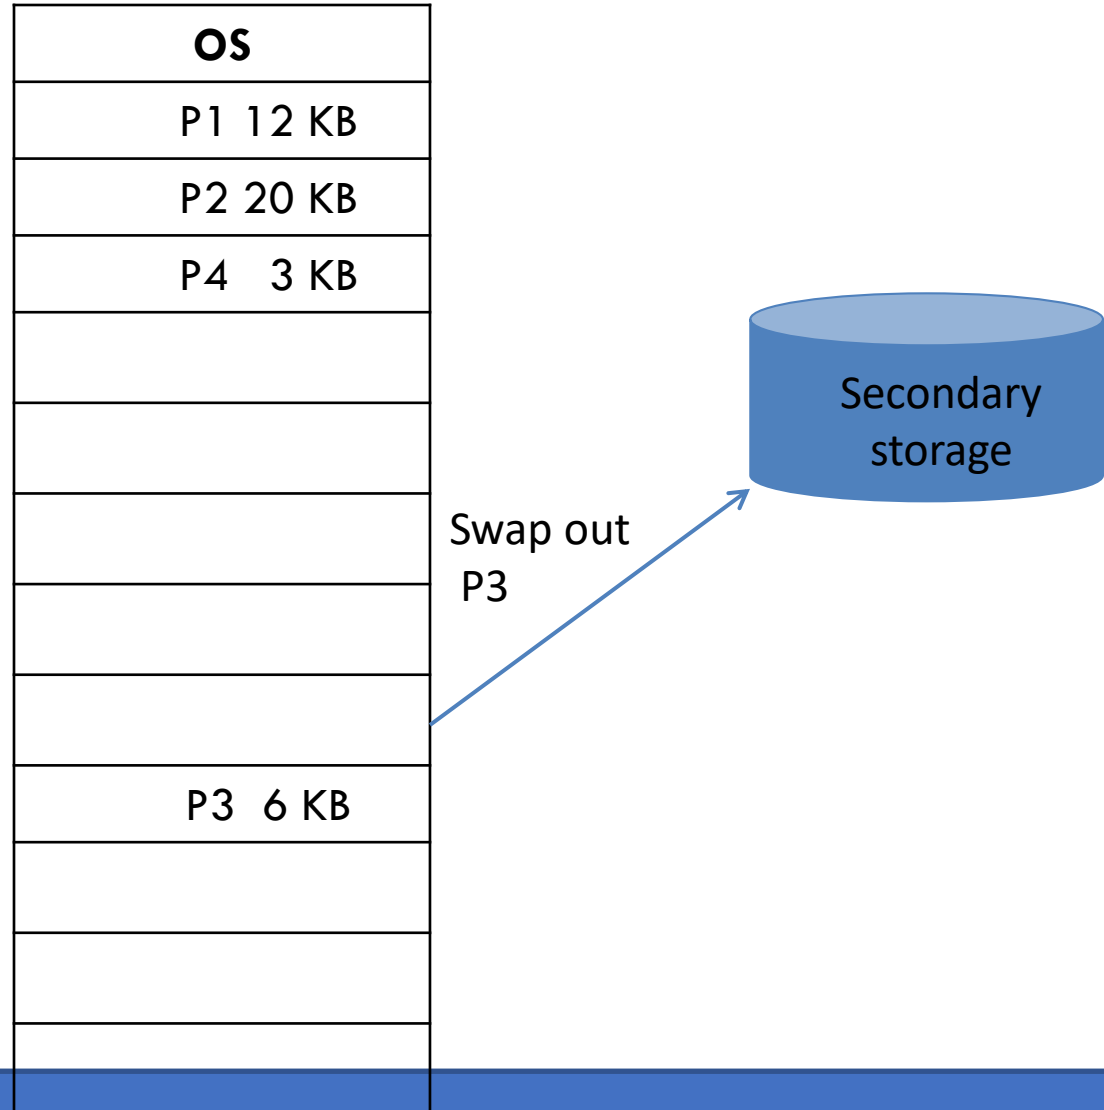 OS
P1 12 KB
P2 20 KB
P4 3 KB
Secondary
storage
Swap out
P3
P3 6 KB